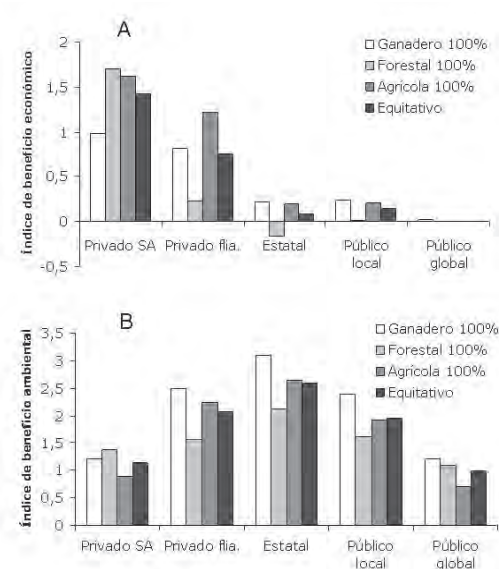 A
Índice de beneficio económico
2
1,5
1
0,5
0
-0,5
Ganadero 100%
Forestal 100%
Agrícola 100%
Equitativo
Privado SA
Privado flia.
Estatal
Público
local
Público
global
B
Índice de beneficio ambiental
3,5
3
2,5
2
1,5
1
0,5
0
Ganadero 100%
Forestal 100%
Agrícola 100%
Equitativo
Privado SA
Privado flia.
Estatal
Público
local
Público
global